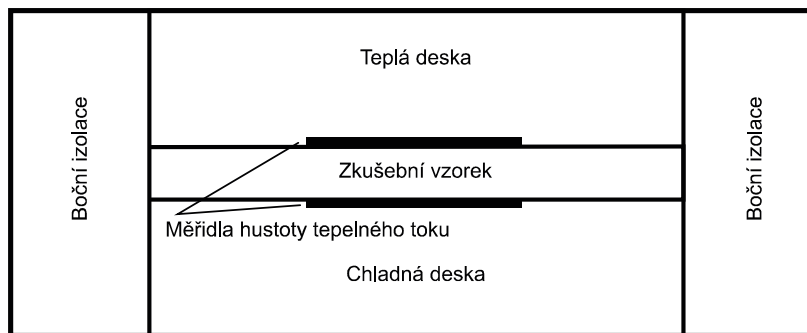 Teplá deska
Boční izolace
Zkušební vzorek
Boční izolace
Měřidla hustoty tepelného toku
Chladná deska